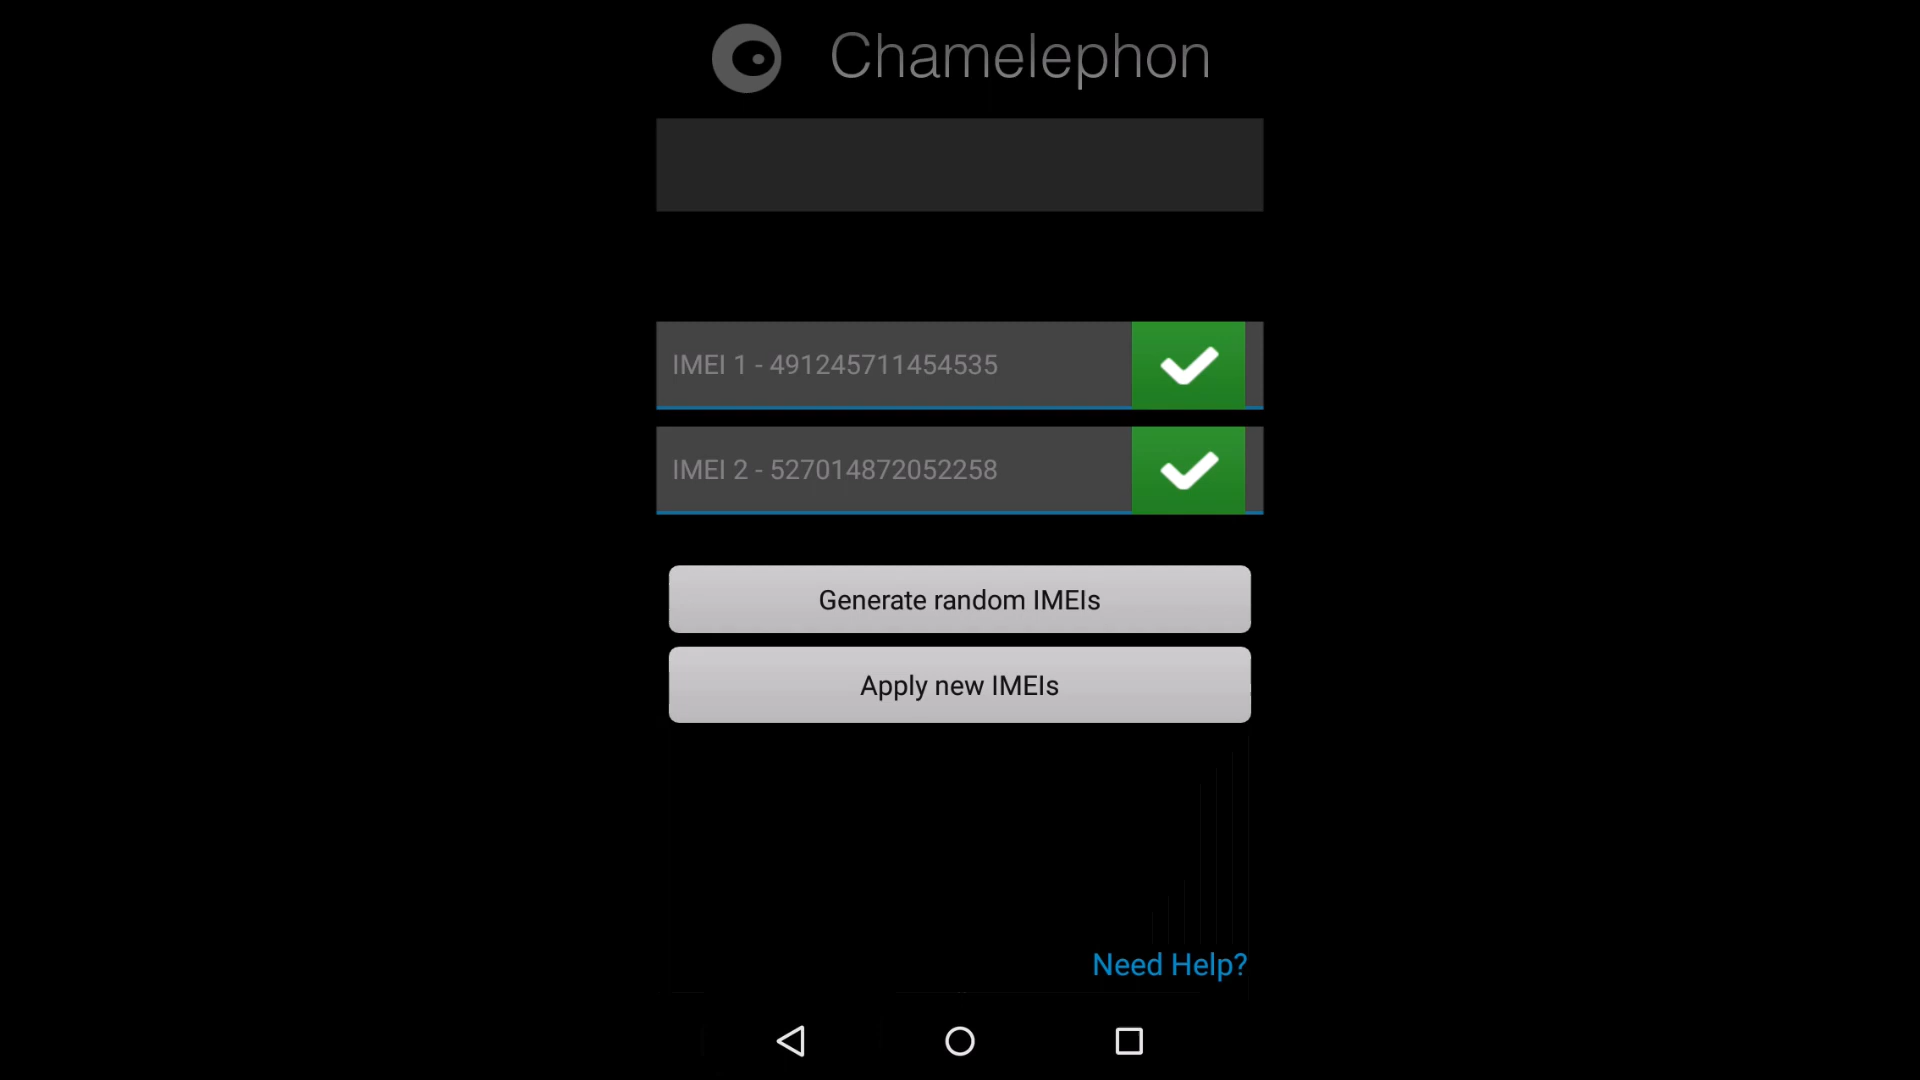 Chamelephon
IMEI 1 - 491245711454535
IMEI 2 - 527014872052258
Generate random IMEIs
Apply new IMEIs
Need Help?